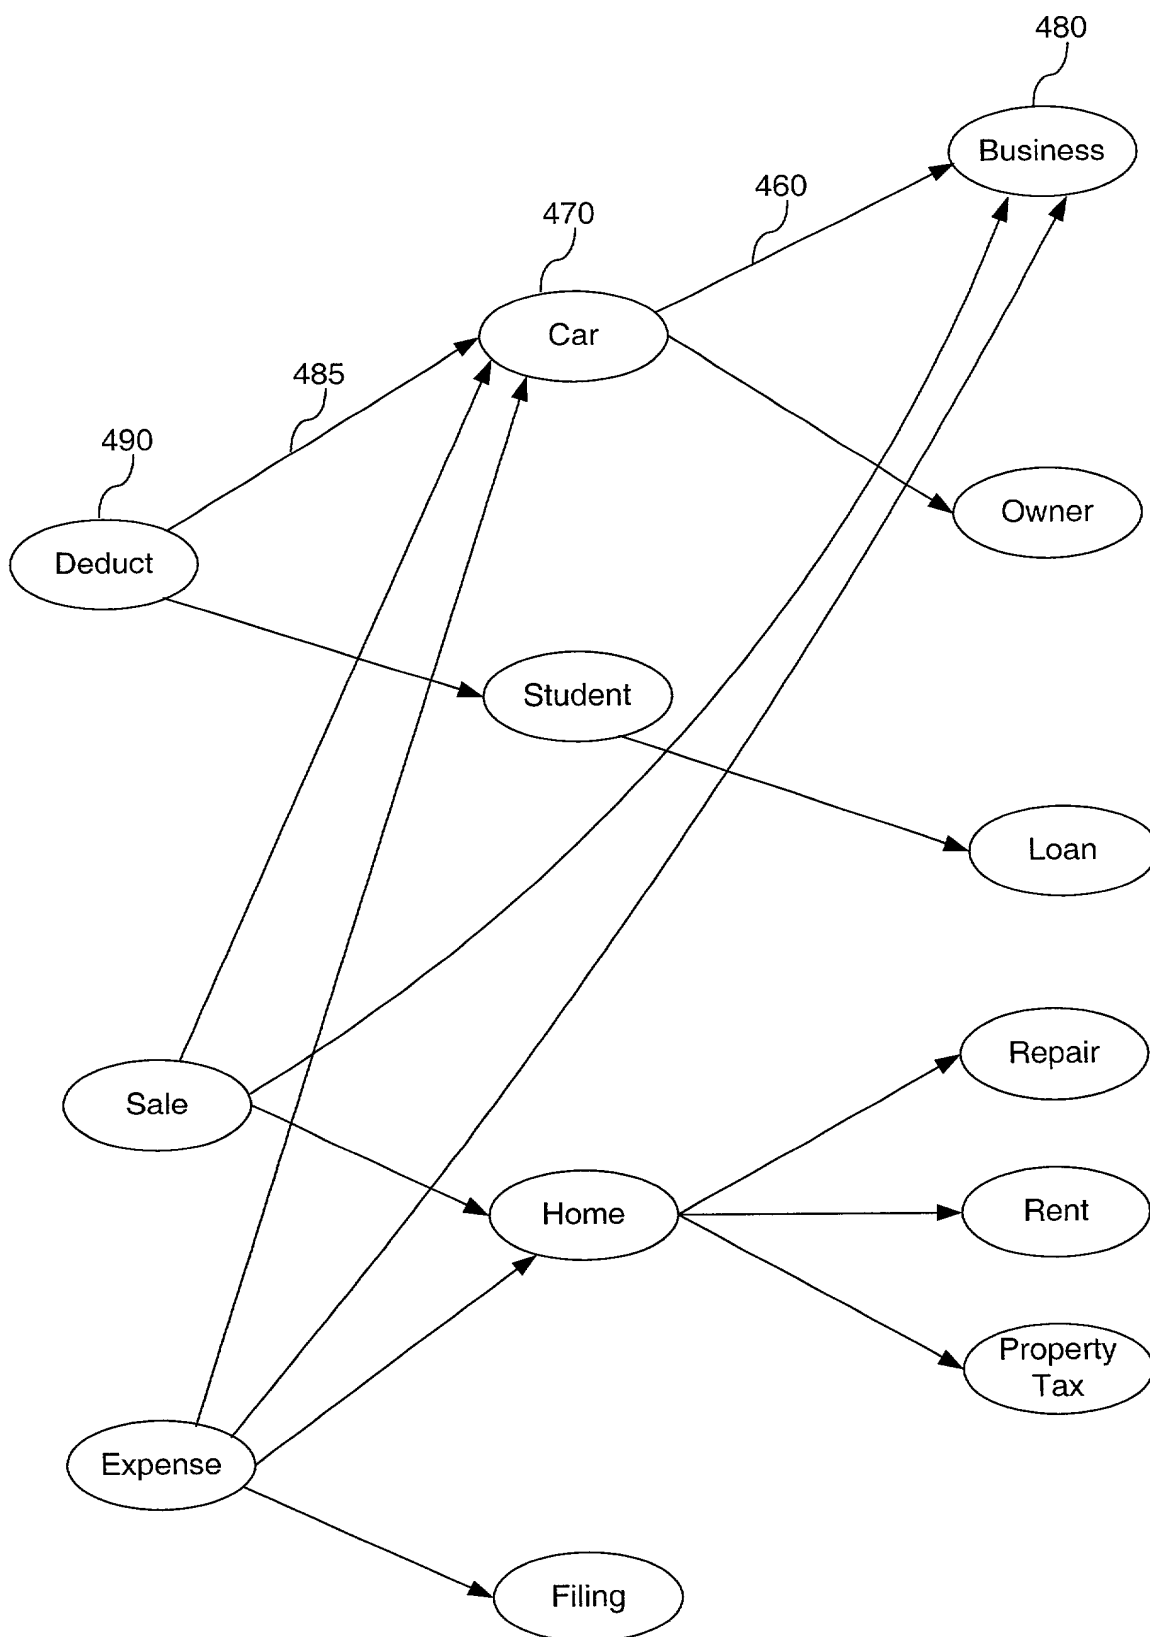 480
Business
460
470
Car
485
490
Owner
Deduct
Student
Loan
Repair
Sale
Home
Rent
Property
Tax
Expense
Filing